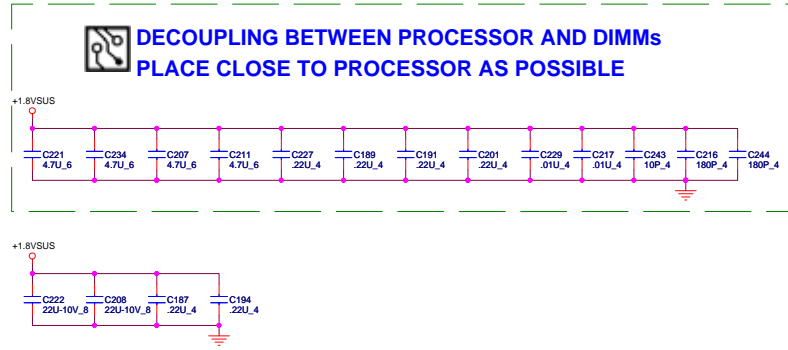 DECOUPLING BETWEEN PROCESSOR AND DIMMs
PLACE CLOSE TO PROCESSOR AS POSSIBLE
+1.8VSUS
C221 C234 C207 C211 C227 C189 C191 C201 C229 C217 C243 C216 C244
4.7U_6 4.7U_6 4.7U_6 4.7U_6 .22U_4 .22U_4 .22U_4 .22U_4 .01U_4 .01U_4 10P_4 180P_4 180P_4
+1.8VSUS
C222 C208 C187 C194
22U-10V_8 22U-10V_8 .22U_4 .22U_4